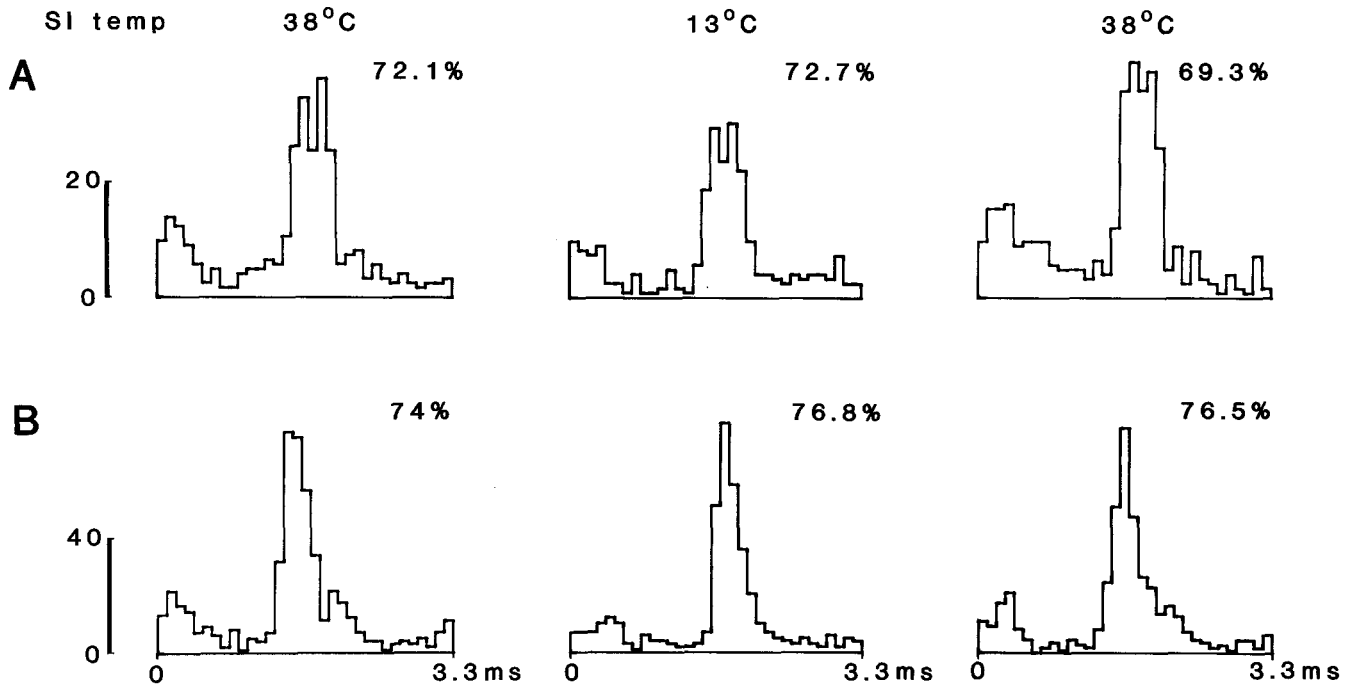 SI temp 38°C 13°C 38°C
A 72.1% 72.7% 69.3%
20
0
B 74% 76.8% 76.5%
40
0
0 3.3ms 0 3.3ms 0 3.3ms